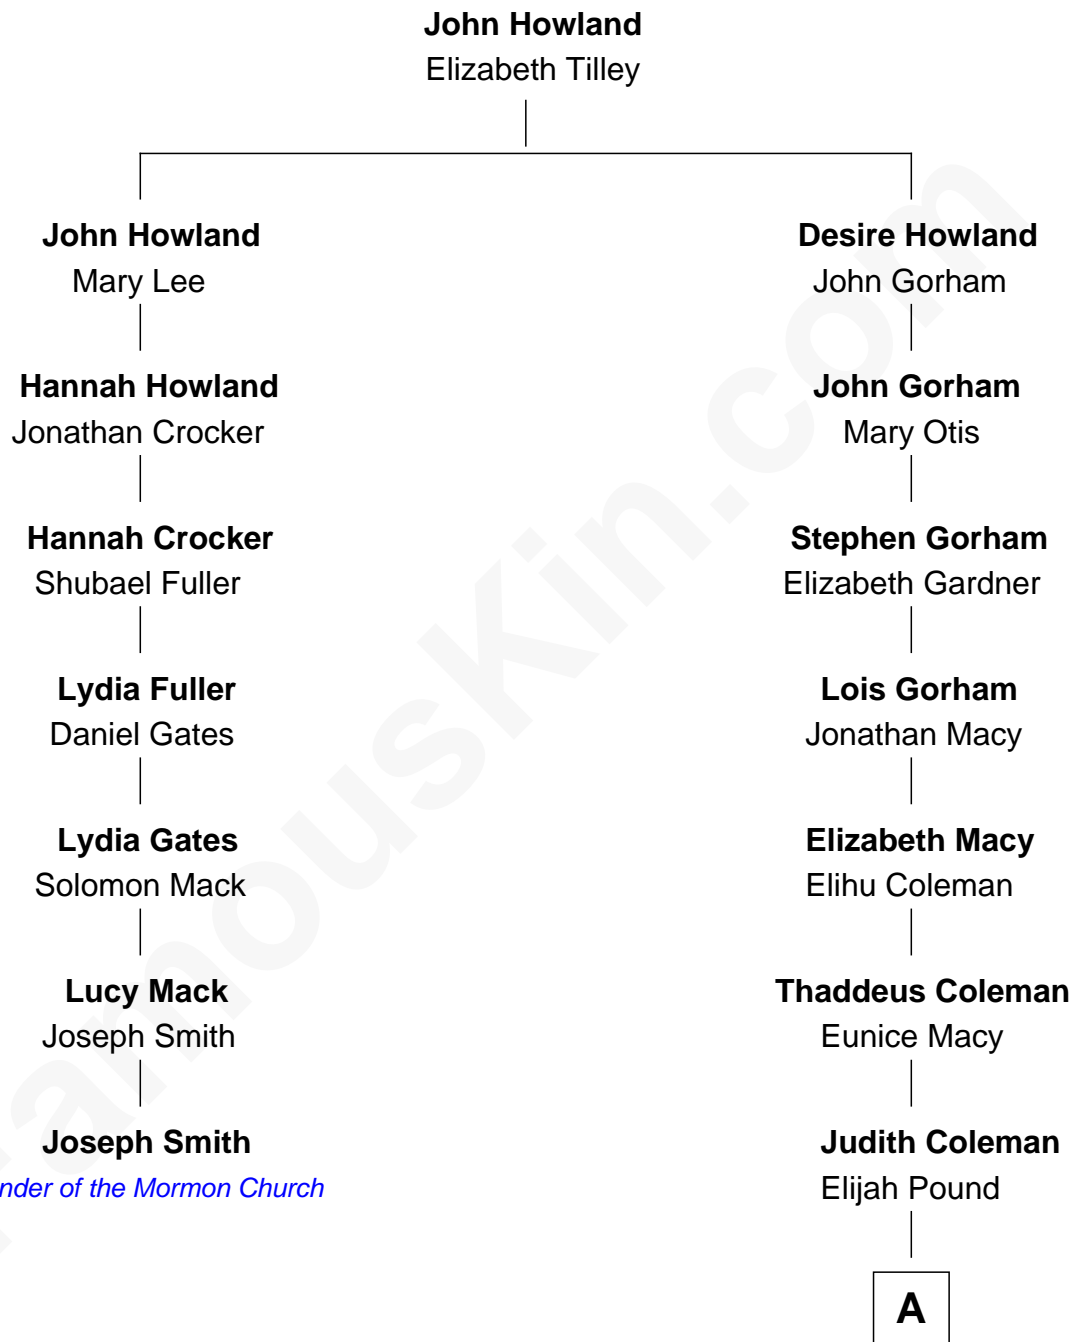 John Howland
Elizabeth Tilley
John Howland
Mary Lee
Desire Howland
John Gorham
Hannah Howland
Jonathan Crocker
John Gorham
Mary Otis
Hannah Crocker
Shubael Fuller
Stephen Gorham
Elizabeth Gardner
Lydia Fuller
Daniel Gates
Lois Gorham
Jonathan Macy
Lydia Gates
Solomon Mack
Elizabeth Macy
Elihu Coleman
Lucy Mack
Joseph Smith
Thaddeus Coleman
Eunice Macy
Joseph Smith
nder of the Mormon Church
Judith Coleman
Elijah Pound
A
FamousKin.com